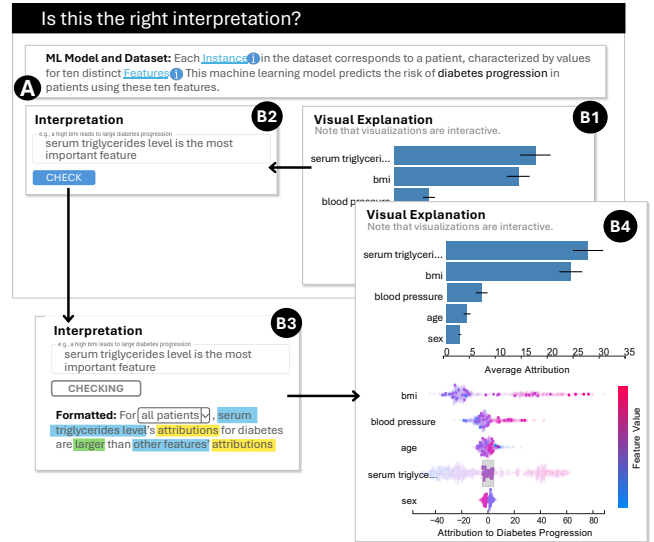 Is this the right interpretation?
ML Model and Dataset: Each Instance i in the dataset corresponds to a patient, characterized by values
for ten distinct Features i This machine learning model predicts the risk of diabetes progression in
patients using these ten features.
A
Interpretation
B2
e.g., a high bmi leads to large diabetes progression
serum triglycerides level is the most
important feature
CHECK
Visual Explanation
B1
Note that visualizations are interactive.
serum triglyceri...
bmi
blood pressure
Visual Explanation
B4
Note that visualizations are interactive.
serum triglyceri...
bmi
blood pressure
age
sex
0 5 10 15 20 25 30 35
Average Attribution
bmi
blood pressure
age
serum triglyce...
sex
−40 −20 0 20 40 60 80
Attribution to Diabetes Progression
Feature Value
Interpretation
B3
e.g., a high bmi leads to large diabetes progression
serum triglycerides level is the most
important feature
CHECKING
Formatted: For all patients , serum
triglycerides level's attributions for diabetes
are larger than other features' attributions